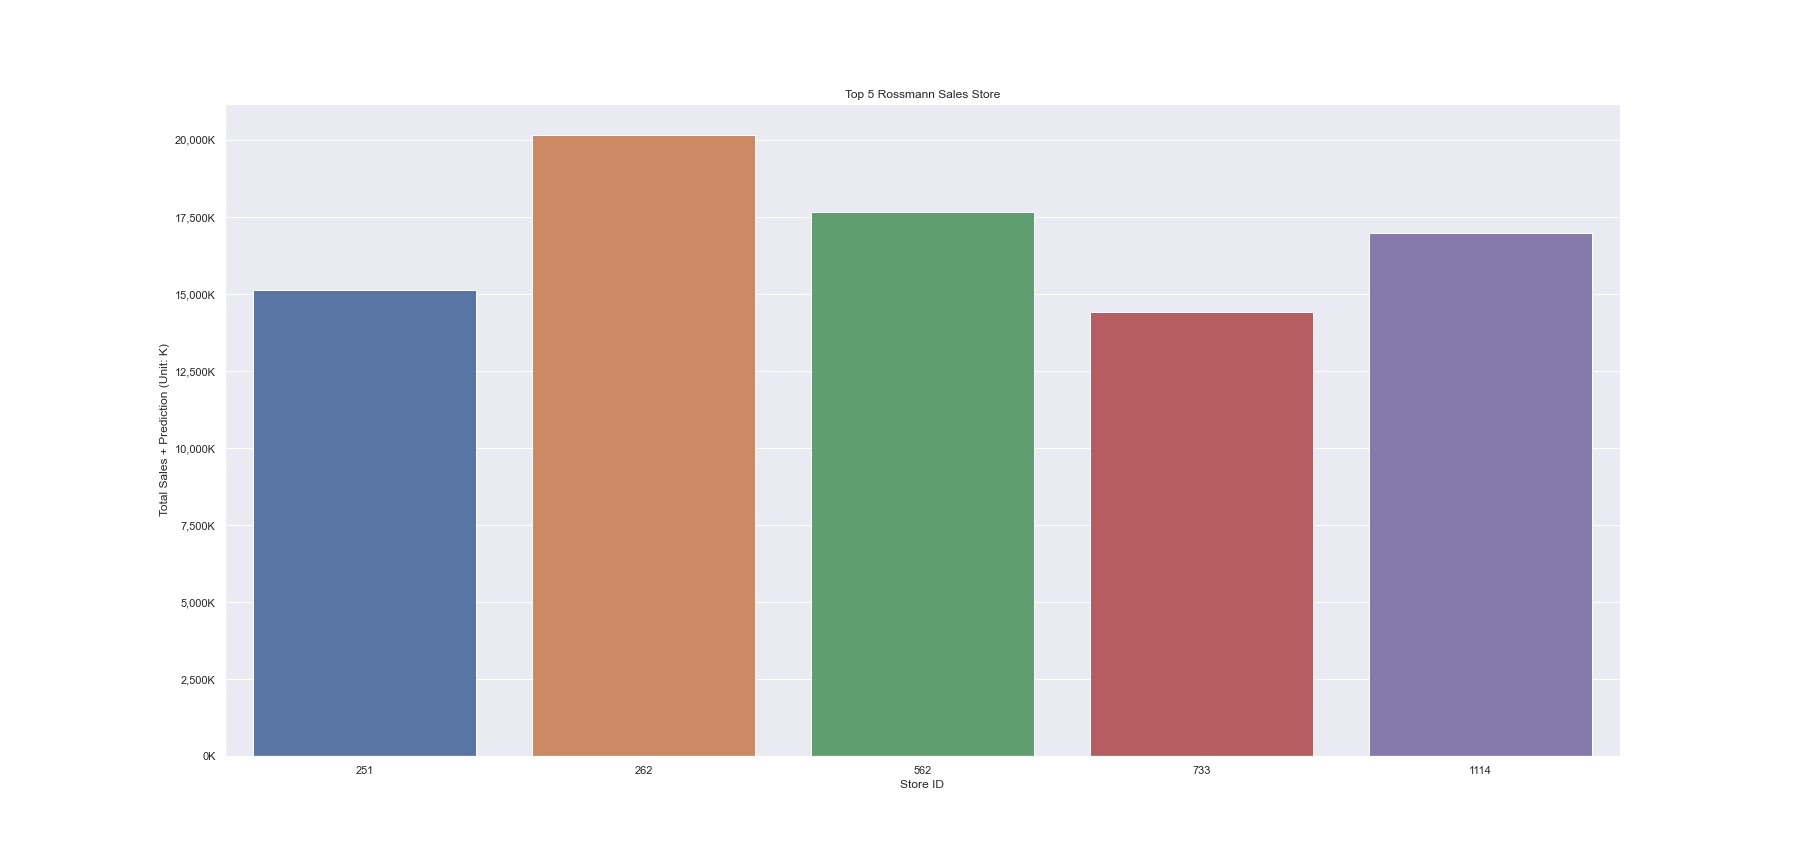 Top 5 Rossmann Sales Store
Total Sales + Prediction (Unit: K)
20,000K
17,500K
15,000K
12,500K
10,000K
7,500K
5,000K
2,500K
0K
251 262 562 733 1114
Store ID